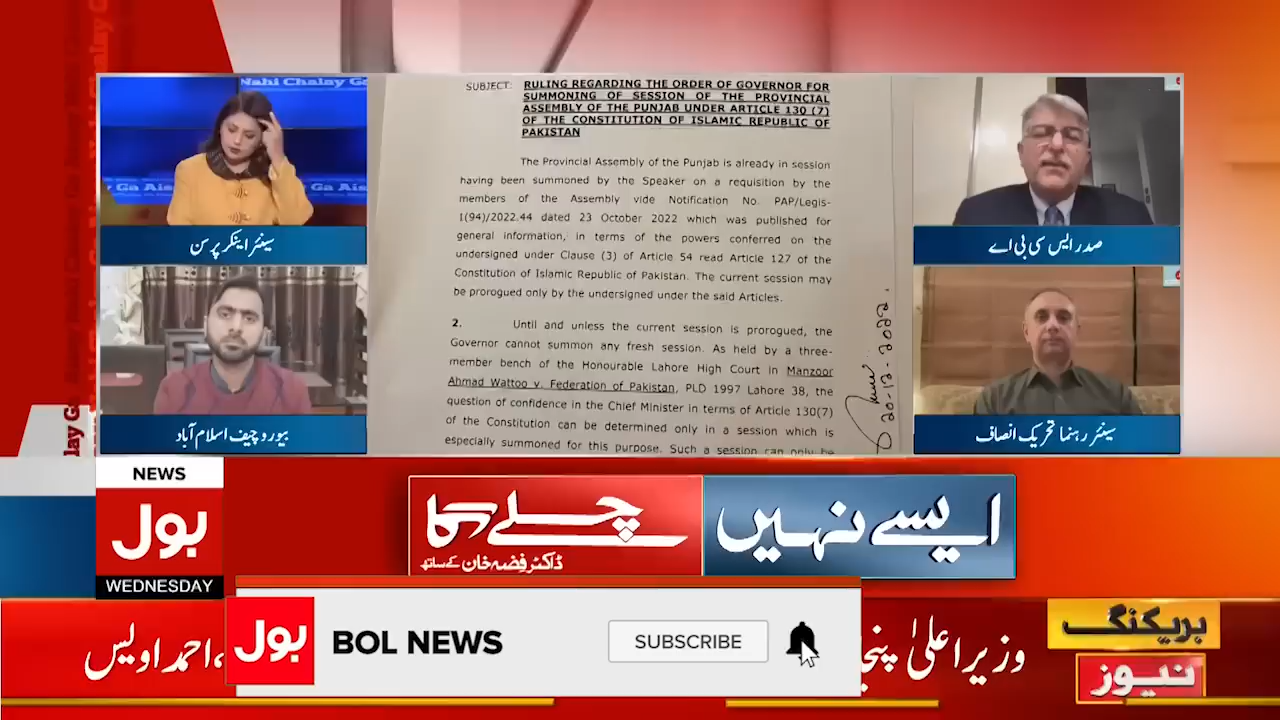 Nahi Chalay Ga
Ga Ais
Ga Ais
سینئر اینکر پرسن
بیورو چیف اسلام آباد
SUBJECT: RULING REGARDING THE ORDER OF GOVERNOR FOR
SUMMONING OF SESSION OF THE PROVINCIAL
ASSEMBLY OF THE PUNJAB UNDER ARTICLE 130 (7)
OF THE CONSTITUTION OF ISLAMIC REPUBLIC OF
PAKISTAN
The Provincial Assembly of the Punjab is already in session
having been summoned by the Speaker on a requisition by the
members of the Assembly vide Notification No. PAP/Legis-
1(94)/2022.44 dated 23 October 2022 which was published for
general information, in terms of the powers conferred on the
undersigned under Clause (3) of Article 54 read Article 127 of the
Constitution of Islamic Republic of Pakistan. The current session may
be prorogued only by the undersigned under the said Articles.
2. Until and unless the current session is prorogued, the
Governor cannot summon any fresh session. As held by a three-
member bench of the Honourable Lahore High Court in Manzoor
Ahmad Wattoo v. Federation of Pakistan, PLD 1997 Lahore 38, the
question of confidence in the Chief Minister in terms of Article 130(7)
of the Constitution can be determined only in a session which is
especially summoned for this purpose. Such a session can only be
20-12-2022
صدر ایس سی بی اے
سینئر رہنما تحریک انصاف
NEWS
بول
WEDNESDAY
ایسے نہیں چلے گا
ڈاکٹر فضہ خان کے ساتھ
بول
BOL NEWS
SUBSCRIBE
بریکنگ
نیوز
وزیراعلیٰ پنج
،احمد اویس